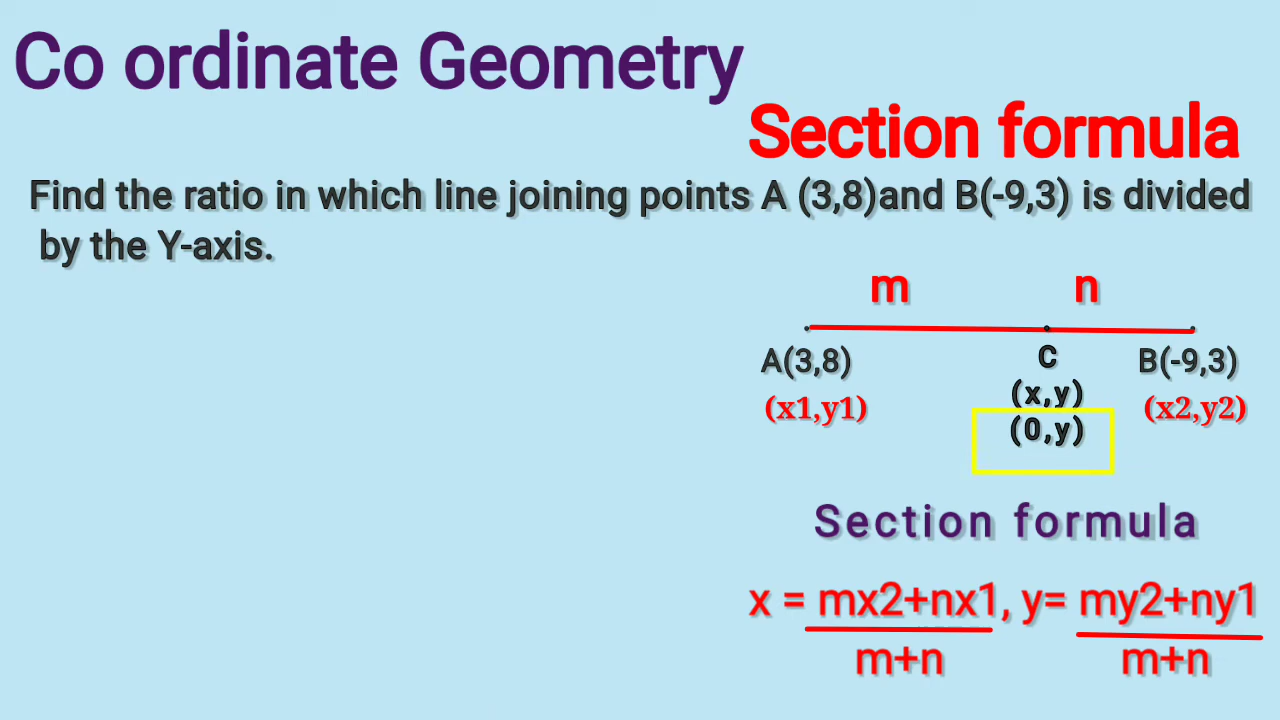 Co ordinate Geometry
Section formula
Find the ratio in which line joining points A (3,8)and B(-9,3) is divided
by the Y-axis.
m n
A(3,8) C B(-9,3)
(x,y)
(x1,y1) (x2,y2)
(0,y)
Section formula
x = mx2+nx1, y= my2+ny1
m+n m+n